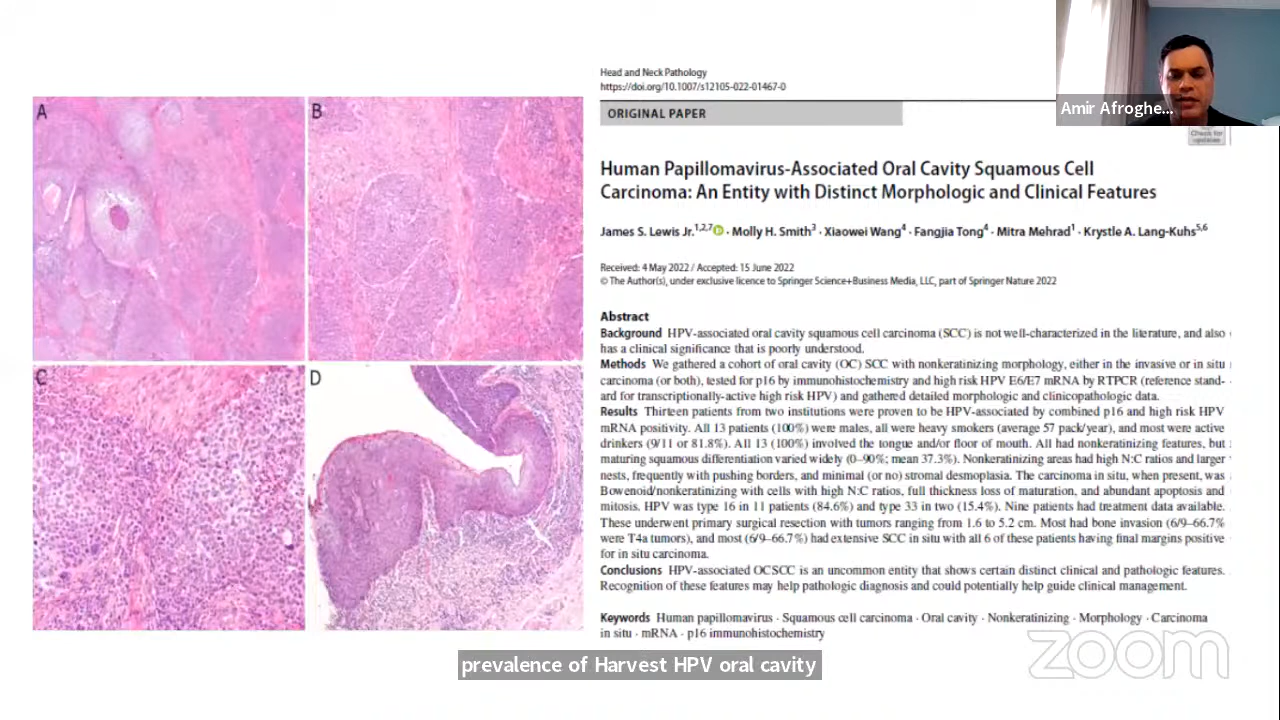 A
B
C
D
Head and Neck Pathology
https://doi.org/10.1007/s12105-022-01467-0
ORIGINAL PAPER
Amir Afroghe...
Check for
updates
Human Papillomavirus-Associated Oral Cavity Squamous Cell
Carcinoma: An Entity with Distinct Morphologic and Clinical Features
James S. Lewis Jr.1,2,7 · Molly H. Smith3 · Xiaowei Wang4 · Fangjia Tong4 · Mitra Mehrad1 · Krystle A. Lang-Kuhs5,6
Received: 4 May 2022 / Accepted: 15 June 2022
© The Author(s), under exclusive licence to Springer Science+Business Media, LLC, part of Springer Nature 2022
Abstract
Background HPV-associated oral cavity squamous cell carcinoma (SCC) is not well-characterized in the literature, and also
has a clinical significance that is poorly understood.
Methods We gathered a cohort of oral cavity (OC) SCC with nonkeratinizing morphology, either in the invasive or in situ
carcinoma (or both), tested for p16 by immunohistochemistry and high risk HPV E6/E7 mRNA by RTPCR (reference stand-
ard for transcriptionally-active high risk HPV) and gathered detailed morphologic and clinicopathologic data.
Results Thirteen patients from two institutions were proven to be HPV-associated by combined p16 and high risk HPV
mRNA positivity. All 13 patients (100%) were males, all were heavy smokers (average 57 pack/year), and most were active
drinkers (9/11 or 81.8%). All 13 (100%) involved the tongue and/or floor of mouth. All had nonkeratinizing features, but
maturing squamous differentiation varied widely (0–90%; mean 37.3%). Nonkeratinizing areas had high N:C ratios and larger
nests, frequently with pushing borders, and minimal (or no) stromal desmoplasia. The carcinoma in situ, when present, was
Bowenoid/nonkeratinizing with cells with high N:C ratios, full thickness loss of maturation, and abundant apoptosis and
mitosis. HPV was type 16 in 11 patients (84.6%) and type 33 in two (15.4%). Nine patients had treatment data available.
These underwent primary surgical resection with tumors ranging from 1.6 to 5.2 cm. Most had bone invasion (6/9–66.7%
were T4a tumors), and most (6/9–66.7%) had extensive SCC in situ with all 6 of these patients having final margins positive
for in situ carcinoma.
Conclusions HPV-associated OCSCC is an uncommon entity that shows certain distinct clinical and pathologic features.
Recognition of these features may help pathologic diagnosis and could potentially help guide clinical management.
Keywords Human papillomavirus · Squamous cell carcinoma · Oral cavity · Nonkeratinizing · Morphology · Carcinoma
in situ · mRNA · p16 immunohistochemistry
prevalence of Harvest HPV oral cavity
zoom